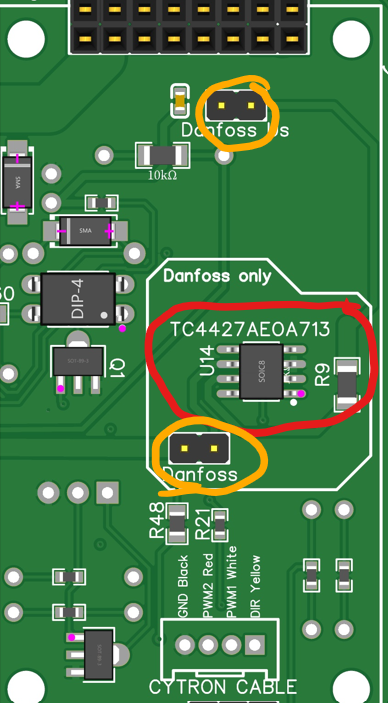 Danfoss Us
10kΩ
SMA
SMA
Danfoss only
DIP-4
TC4427AEOA713
U14
SOIC8
R9
Q1
Danfoss
R48
R21
GND Black
PWM2 Red
PWM1 White
DIR Yellow
CYTRON CABLE